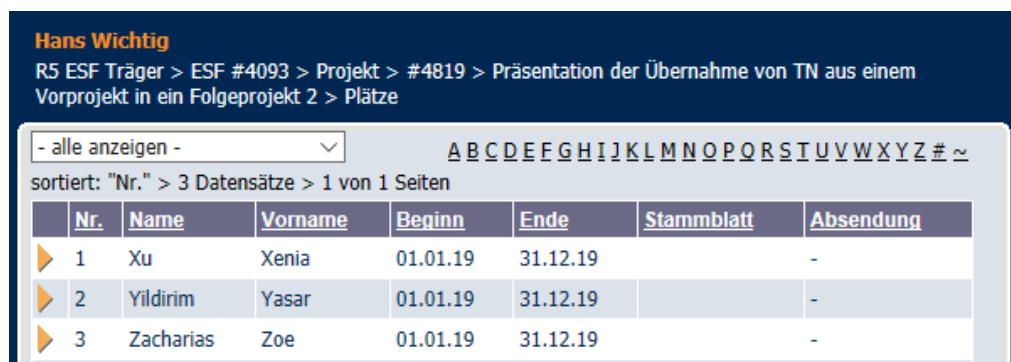 Hans Wichtig
R5 ESF Träger > ESF #4093 > Projekt > #4819 > Präsentation der Übernahme von TN aus einem
Vorprojekt in ein Folgeprojekt 2 > Plätze
- alle anzeigen - A B C D E F G H I J K L M N O P Q R S T U V W X Y Z # ~
sortiert: "Nr." > 3 Datensätze > 1 von 1 Seiten
Nr. Name Vorname Beginn Ende Stammblatt Absendung
1 Xu Xenia 01.01.19 31.12.19 -
2 Yildirim Yasar 01.01.19 31.12.19 -
3 Zacharias Zoe 01.01.19 31.12.19 -